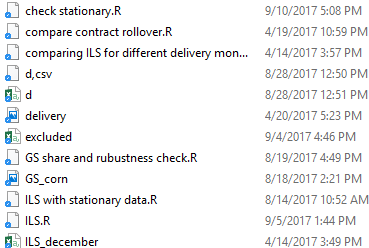 check stationary.R 9/10/2017 5:08 PM
compare contract rollover.R 4/19/2017 10:59 PM
comparing ILS for different delivery mon... 4/14/2017 3:57 PM
d,csv 8/28/2017 12:50 PM
d 8/28/2017 12:51 PM
delivery 4/20/2017 5:23 PM
excluded 9/4/2017 4:46 PM
GS share and rubustness check.R 8/19/2017 4:49 PM
GS_corn 8/18/2017 2:21 PM
ILS with stationary data.R 8/14/2017 10:52 AM
ILS.R 9/5/2017 1:44 PM
ILS_december 4/14/2017 3:49 PM